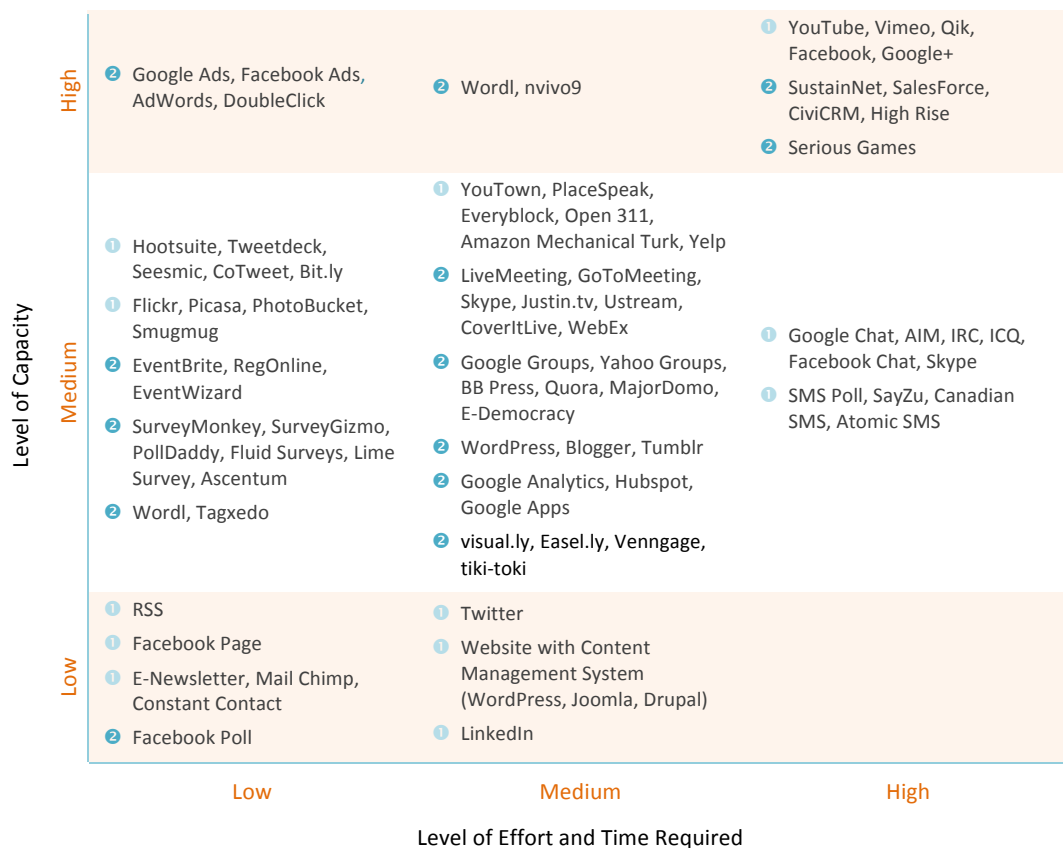 Level of Capacity
High
❷ Google Ads, Facebook Ads,
AdWords, DoubleClick
❷ Wordl, nvivo9
❶ YouTube, Vimeo, Qik,
Facebook, Google+
❷ SustainNet, SalesForce,
CiviCRM, High Rise
❷ Serious Games
Medium
❶ Hootsuite, Tweetdeck,
Seesmic, CoTweet, Bit.ly
❶ Flickr, Picasa, PhotoBucket,
Smugmug
❷ EventBrite, RegOnline,
EventWizard
❷ SurveyMonkey, SurveyGizmo,
PollDaddy, Fluid Surveys, Lime
Survey, Ascentum
❷ Wordl, Tagxedo
❶ YouTown, PlaceSpeak,
Everyblock, Open 311,
Amazon Mechanical Turk, Yelp
❷ LiveMeeting, GoToMeeting,
Skype, Justin.tv, Ustream,
CoverItLive, WebEx
❷ Google Groups, Yahoo Groups,
BB Press, Quora, MajorDomo,
E-Democracy
❷ WordPress, Blogger, Tumblr
❷ Google Analytics, Hubspot,
Google Apps
❷ visual.ly, Easel.ly, Venngage,
tiki-toki
❶ Google Chat, AIM, IRC, ICQ,
Facebook Chat, Skype
❶ SMS Poll, SayZu, Canadian
SMS, Atomic SMS
Low
❶ RSS
❶ Facebook Page
❶ E-Newsletter, Mail Chimp,
Constant Contact
❷ Facebook Poll
❶ Twitter
❶ Website with Content
Management System
(WordPress, Joomla, Drupal)
❶ LinkedIn
Low
Medium
High
Level of Effort and Time Required